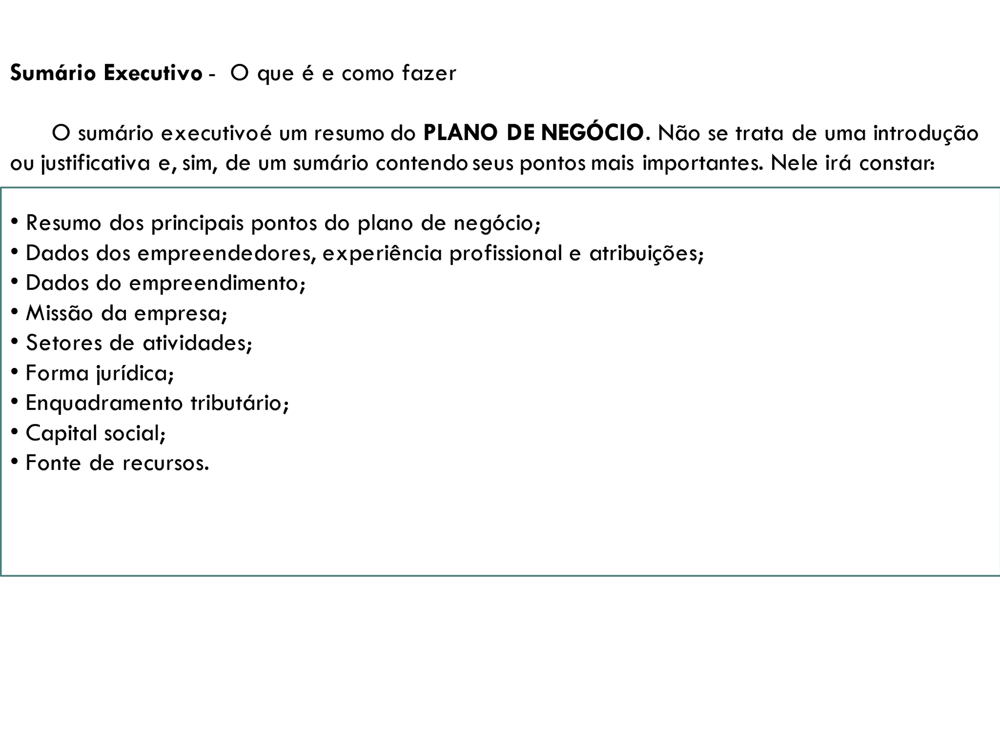 Sumário Executivo -  O que é e como fazer
O sumário executivoé um resumo do PLANO DE NEGÓCIO. Não se trata de uma introdução
ou justificativa e, sim, de um sumário contendo seus pontos mais importantes. Nele irá constar:
• Resumo dos principais pontos do plano de negócio;
• Dados dos empreendedores, experiência profissional e atribuições;
• Dados do empreendimento;
• Missão da empresa;
• Setores de atividades;
• Forma jurídica;
• Enquadramento tributário;
• Capital social;
• Fonte de recursos.